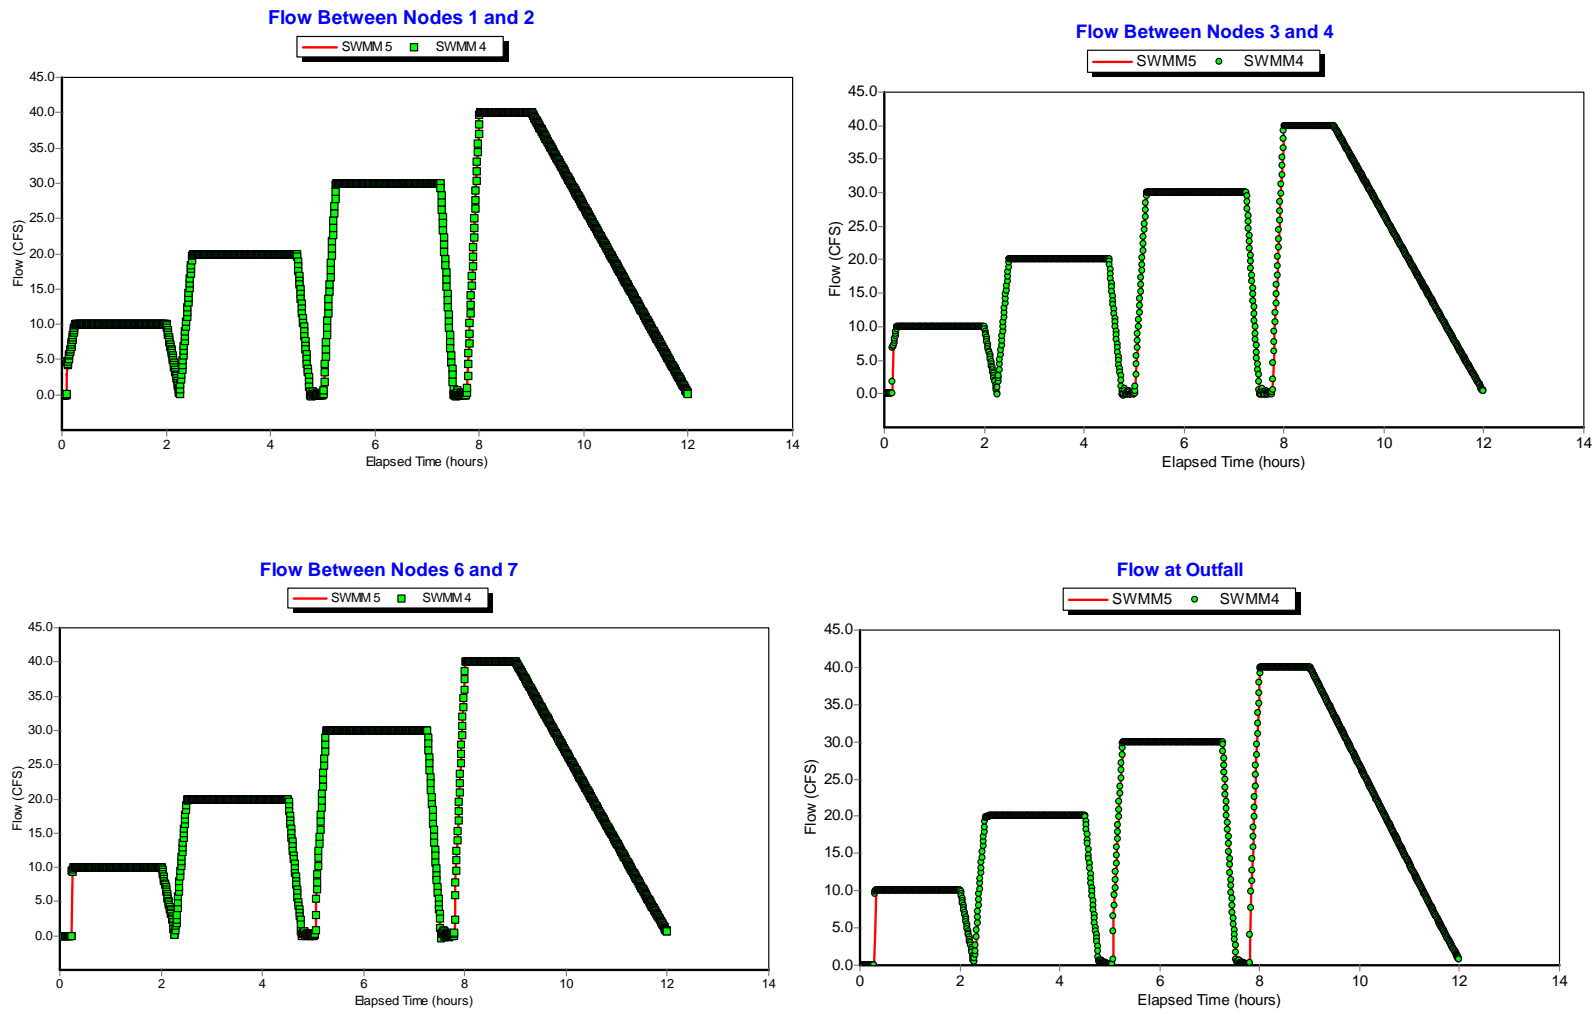 Flow Between Nodes 1 and 2
SWMM 5 SWMM 4
45.0
40.0
35.0
30.0
25.0
20.0
15.0
10.0
5.0
0.0
Flow (CFS)
0 2 4 6 8 10 12 14
Elapsed Time (hours)
Flow Between Nodes 3 and 4
SWMM5 SWMM4
45.0
40.0
35.0
30.0
25.0
20.0
15.0
10.0
5.0
0.0
Flow (CFS)
0 2 4 6 8 10 12 14
Elapsed Time (hours)
Flow Between Nodes 6 and 7
SWMM 5 SWMM 4
45.0
40.0
35.0
30.0
25.0
20.0
15.0
10.0
5.0
0.0
Flow (CFS)
0 2 4 6 8 10 12 14
Elapsed Time (hours)
Flow at Outfall
SWMM5 SWMM4
45.0
40.0
35.0
30.0
25.0
20.0
15.0
10.0
5.0
0.0
Flow (CFS)
0 2 4 6 8 10 12 14
Elapsed Time (hours)